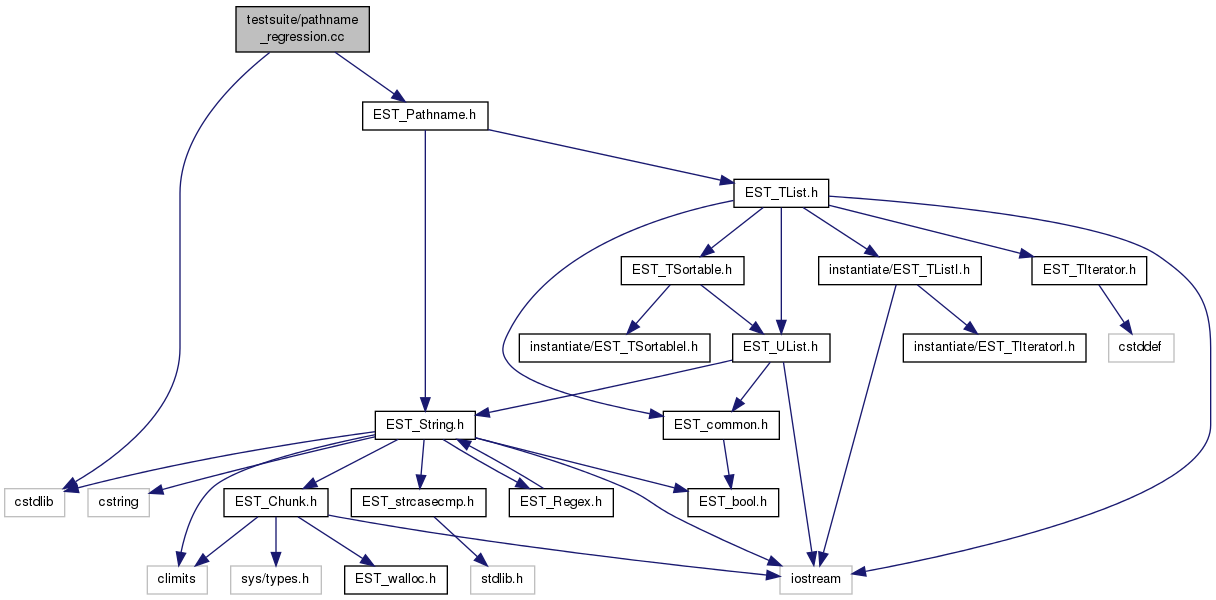 testsuite/pathname
_regression.cc
EST_Pathname.h
EST_TList.h
EST_TSortable.h
instantiate/EST_TListI.h
EST_TIterator.h
instantiate/EST_TSortableI.h
EST_UList.h
instantiate/EST_TIteratorI.h
cstddef
EST_String.h
EST_common.h
cstdlib
cstring
EST_Chunk.h
EST_strcasecmp.h
EST_Regex.h
EST_bool.h
climits
sys/types.h
EST_walloc.h
stdlib.h
iostream